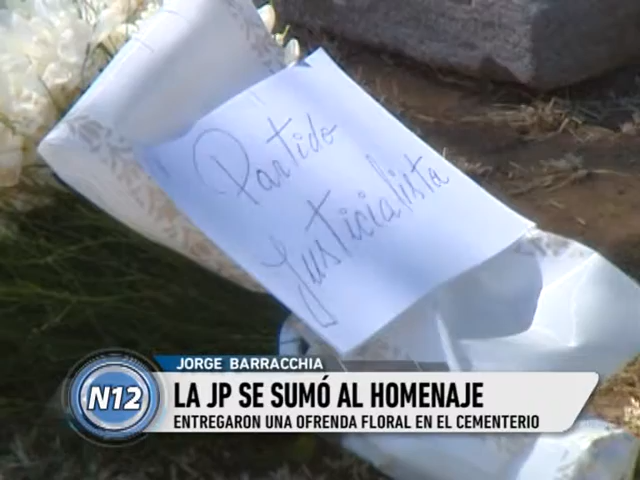 Partido
Justicialista
JORGE BARRACCHIA
N12
LA JP SE SUMÓ AL HOMENAJE
ENTREGARON UNA OFRENDA FLORAL EN EL CEMENTERIO